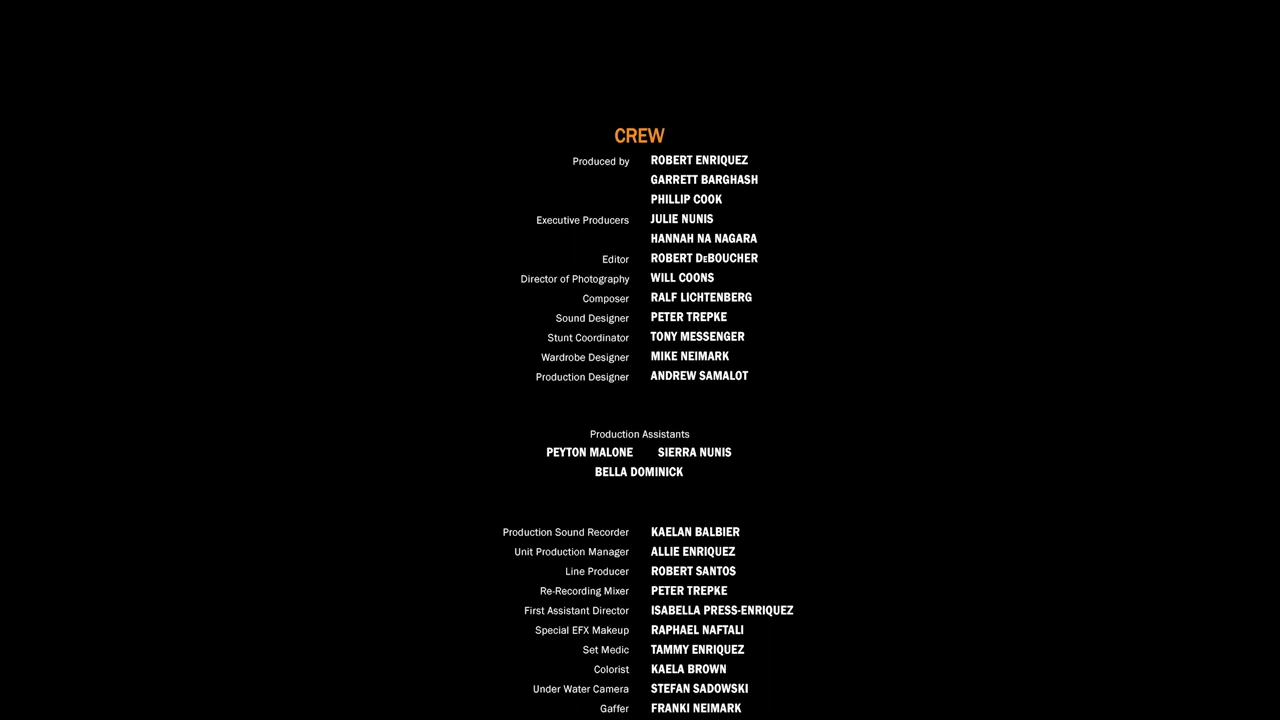 CREW
Produced by ROBERT ENRIQUEZ
GARRETT BARGHASH
PHILLIP COOK
Executive Producers JULIE NUNIS
HANNAH NA NAGARA
Editor ROBERT DEBOUCHER
Director of Photography WILL COONS
Composer RALF LICHTENBERG
Sound Designer PETER TREPKE
Stunt Coordinator TONY MESSENGER
Wardrobe Designer MIKE NEIMARK
Production Designer ANDREW SAMALOT
Production Assistants
PEYTON MALONE SIERRA NUNIS
BELLA DOMINICK
Production Sound Recorder KAELAN BALBIER
Unit Production Manager ALLIE ENRIQUEZ
Line Producer ROBERT SANTOS
Re-Recording Mixer PETER TREPKE
First Assistant Director ISABELLA PRESS-ENRIQUEZ
Special EFX Makeup RAPHAEL NAFTALI
Set Medic TAMMY ENRIQUEZ
Colorist KAELA BROWN
Under Water Camera STEFAN SADOWSKI
Gaffer FRANKI NEIMARK